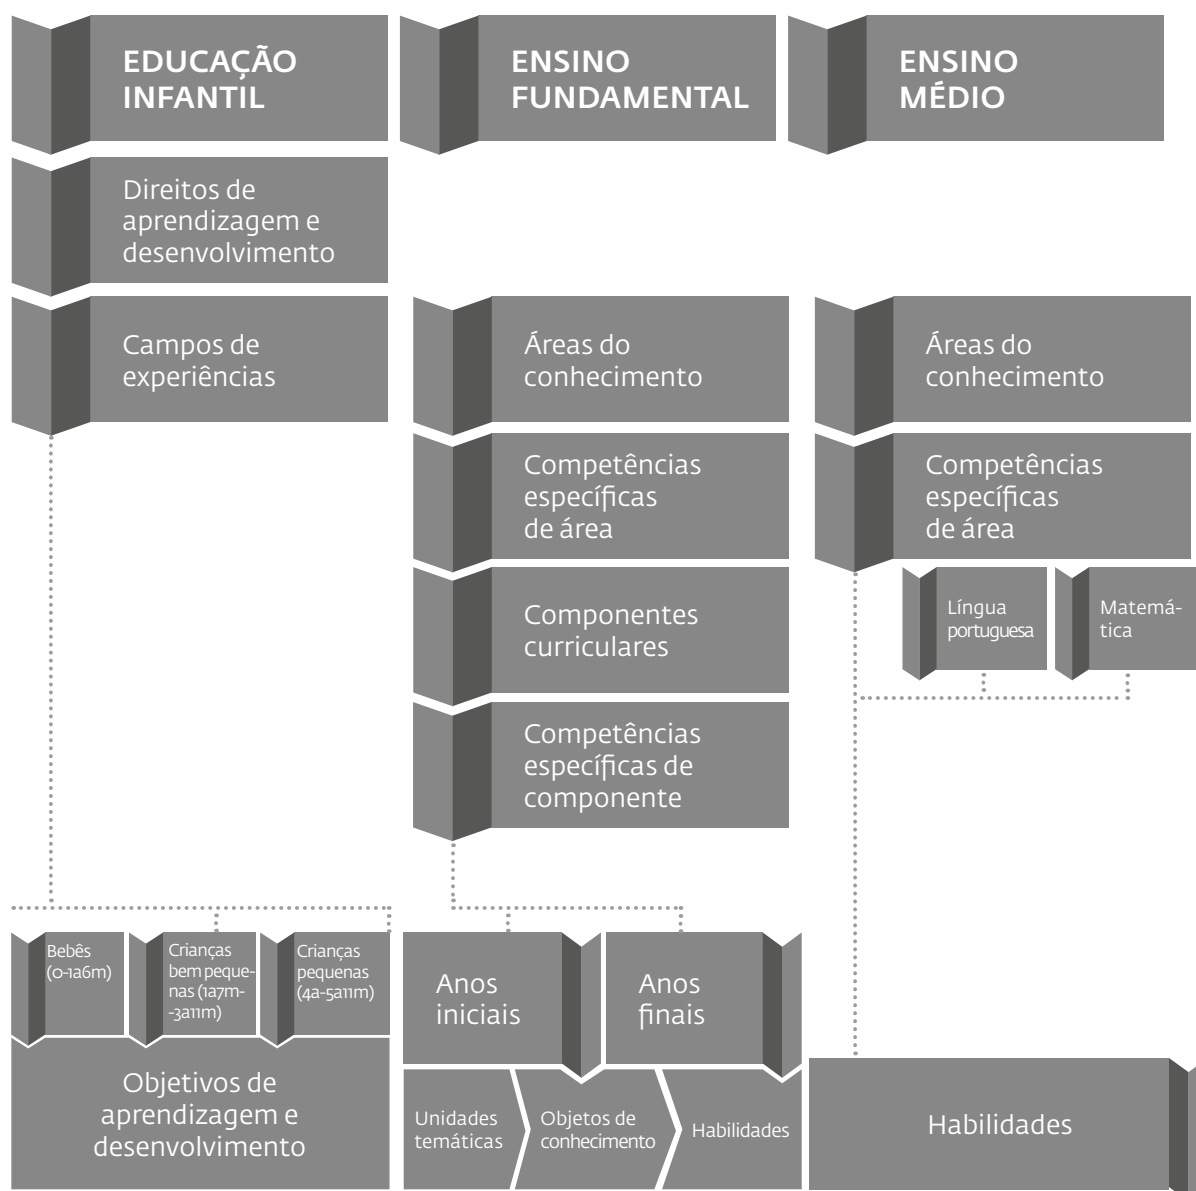 EDUCAÇÃO
INFANTIL
Direitos de
aprendizagem e
desenvolvimento
Campos de
experiências
Bebês
(0-1a6m)
Crianças
bem peque-
nas (1a7m-
-3a11m)
Crianças
pequenas
(4a-5a11m)
Objetivos de
aprendizagem e
desenvolvimento
ENSINO
FUNDAMENTAL
Áreas do
conhecimento
Competências
específicas
de área
Componentes
curriculares
Competências
específicas de
componente
Anos
iniciais
Anos
finais
Unidades
temáticas
Objetos de
conhecimento
Habilidades
ENSINO
MÉDIO
Áreas do
conhecimento
Competências
específicas
de área
Língua
portuguesa
Matemá-
tica
Habilidades